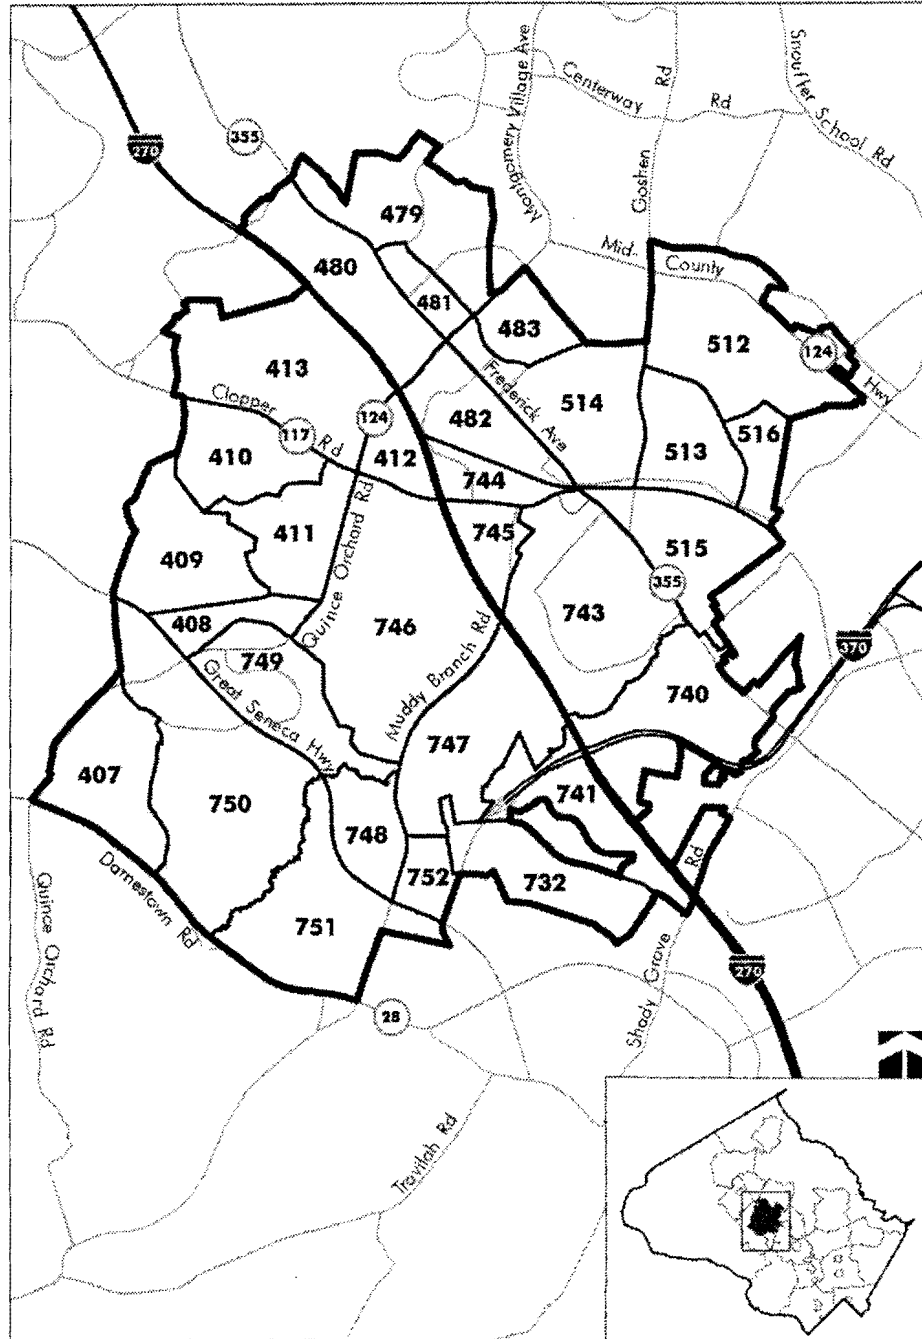 Montgomery Village Ave
Centerway Rd
Goshen Rd
Snouffer School Rd
270
355
479
480
Mid. County Hwy
481
483
512
124
413
Frederick Ave
514
Clopper Rd
117
124
482
516
410
412
513
744
411
745
409
Quince Orchard Rd
515
355
743
408
746
749
Muddy Branch Rd
370
740
Great Seneca Hwy
747
407
741
750
748
752
732
Rd
Darnestown Rd
751
Quince Orchard Rd
270
Shady Grove
28
Travilah Rd